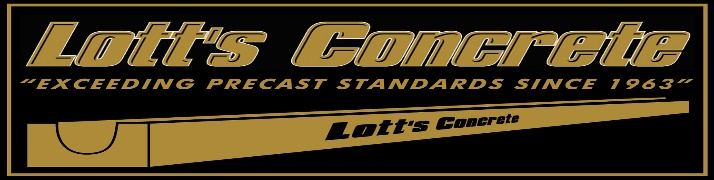 Lott's Concrete
"EXCEEDING PRECAST STANDARDS SINCE 1963"
Lott's Concrete